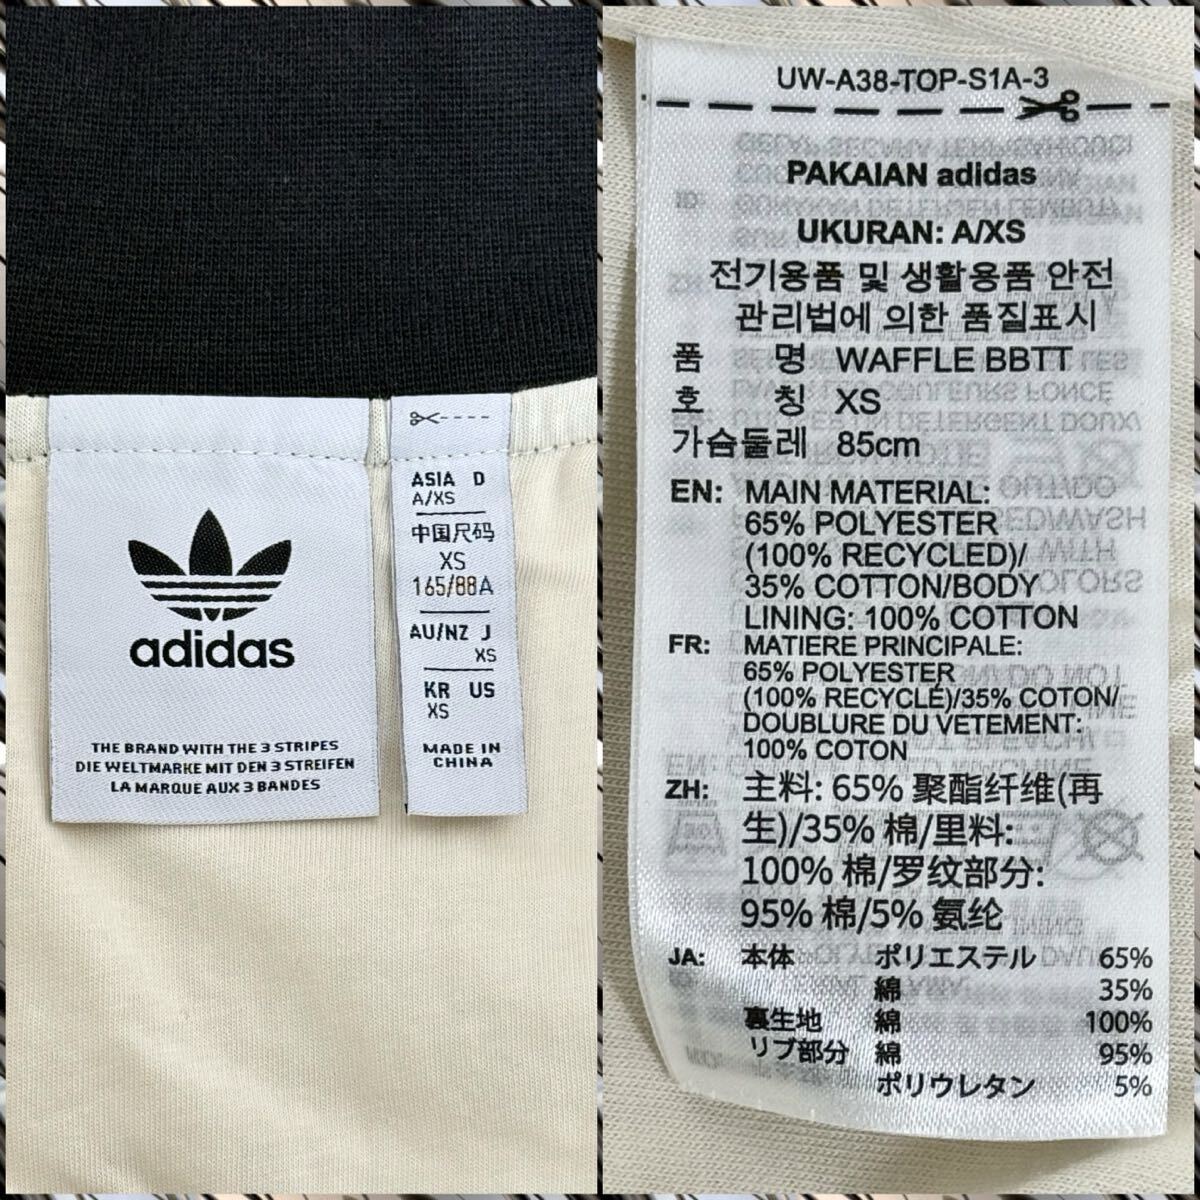 adidas
THE BRAND WITH THE 3 STRIPES
DIE WELTMARKE MIT DEN 3 STREIFEN
LA MARQUE AUX 3 BANDES
ASIA D
A/XS
中国尺码
XS
165/88A
AU/NZ J
XS
KR US
XS
MADE IN
CHINA
UW-A38-TOP-S1A-3
PAKAIAN adidas
UKURAN: A/XS
전기용품 및 생활용품 안전
관리법에 의한 품질표시
품 명 WAFFLE BBTT
호 칭 XS
가슴둘레 85cm
EN: MAIN MATERIAL:
65% POLYESTER
(100% RECYCLED)/
35% COTTON/BODY
LINING: 100% COTTON
FR: MATIERE PRINCIPALE:
65% POLYESTER
(100% RECYCLÉ)/35% COTON/
DOUBLURE DU VETEMENT:
100% COTON
ZH: 主料: 65% 聚酯纤维(再
生)/35% 棉/里料:
100% 棉/罗纹部分:
95% 棉/5% 氨纶
JA: 本体 ポリエステル 65%
綿 35%
裏生地 綿 100%
リブ部分 綿 95%
ポリウレタン 5%